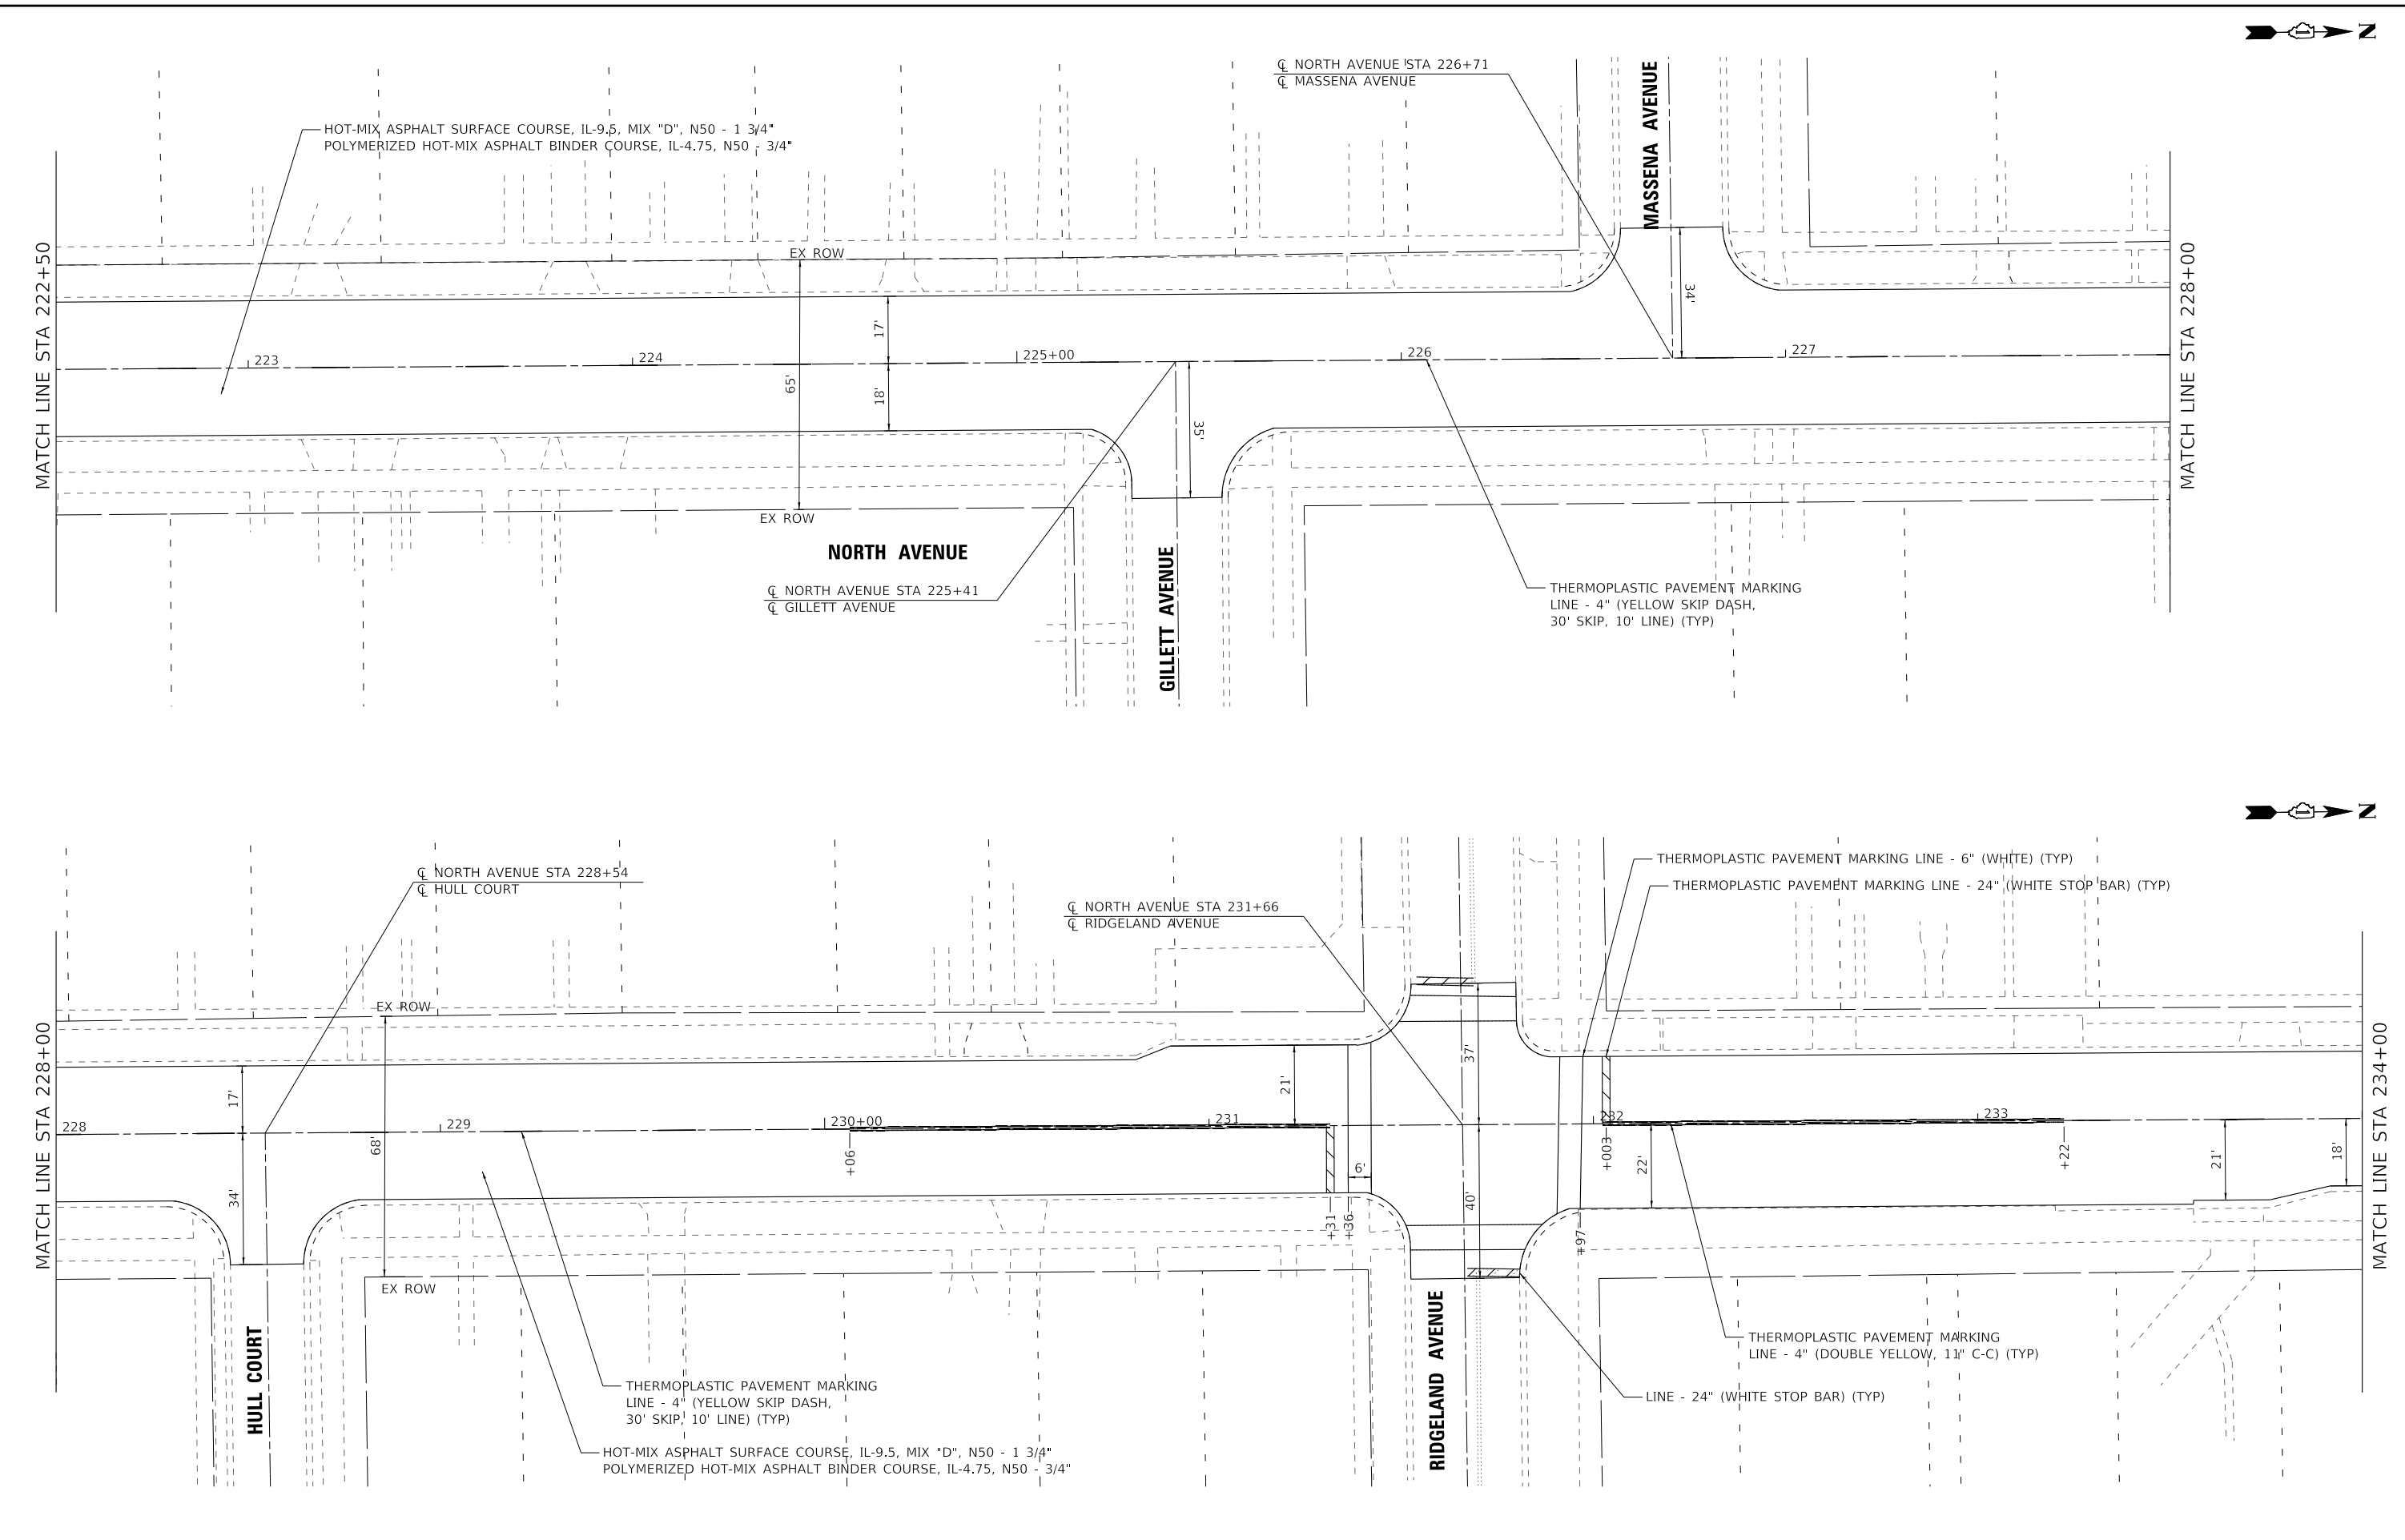 N
℄ NORTH AVENUE STA 226+71
℄ MASSENA AVENUE
MASSENA AVENUE
HOT-MIX ASPHALT SURFACE COURSE, IL-9.5, MIX "D", N50 - 1 3/4"
POLYMERIZED HOT-MIX ASPHALT BINDER COURSE, IL-4.75, N50 - 3/4"
MATCH LINE STA 222+50
EX ROW
34'
17'
223
224
225+00
226
227
65'
18'
35'
MATCH LINE STA 228+00
EX ROW
NORTH AVENUE
℄ NORTH AVENUE STA 225+41
℄ GILLETT AVENUE
GILLETT AVENUE
THERMOPLASTIC PAVEMENT MARKING
LINE - 4" (YELLOW SKIP DASH,
30' SKIP, 10' LINE) (TYP)
N
℄ NORTH AVENUE STA 228+54
℄ HULL COURT
℄ NORTH AVENUE STA 231+66
℄ RIDGELAND AVENUE
THERMOPLASTIC PAVEMENT MARKING LINE - 6" (WHITE) (TYP)
THERMOPLASTIC PAVEMENT MARKING LINE - 24" (WHITE STOP BAR) (TYP)
MATCH LINE STA 228+00
EX ROW
17'
21'
37'
228
229
230+00
231
232
233
68'
34'
+06
6'
+31
+36
40'
+97
+003
22'
+22
21'
18'
MATCH LINE STA 234+00
EX ROW
HULL COURT
RIDGELAND AVENUE
THERMOPLASTIC PAVEMENT MARKING
LINE - 4" (DOUBLE YELLOW, 11" C-C) (TYP)
THERMOPLASTIC PAVEMENT MARKING
LINE - 4" (YELLOW SKIP DASH,
30' SKIP, 10' LINE) (TYP)
LINE - 24" (WHITE STOP BAR) (TYP)
HOT-MIX ASPHALT SURFACE COURSE, IL-9.5, MIX "D", N50 - 1 3/4"
POLYMERIZED HOT-MIX ASPHALT BINDER COURSE, IL-4.75, N50 - 3/4"